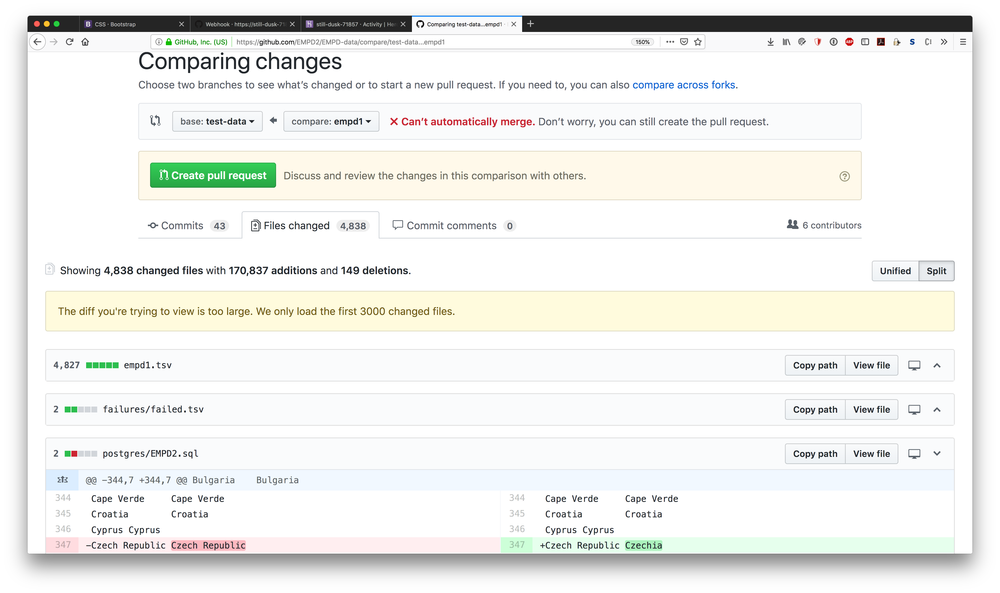 CSS · Bootstrap
Webhook · https://still-dusk-718
still-dusk-71857 · Activity | Her
Comparing test-data...empd1 ·
GitHub, Inc. (US) https://github.com/EMPD2/EMPD-data/compare/test-data...empd1 150%
Comparing changes
Choose two branches to see what’s changed or to start a new pull request. If you need to, you can also compare across forks.
base: test-data compare: empd1 Can’t automatically merge. Don’t worry, you can still create the pull request.
Create pull request Discuss and review the changes in this comparison with others.
Commits 43 Files changed 4,838 Commit comments 0 6 contributors
Showing 4,838 changed files with 170,837 additions and 149 deletions. Unified Split
The diff you're trying to view is too large. We only load the first 3000 changed files.
4,827 empd1.tsv Copy path View file
2 failures/failed.tsv Copy path View file
2 postgres/EMPD2.sql Copy path View file
@@ -344,7 +344,7 @@ Bulgaria Bulgaria
344 Cape Verde Cape Verde 344 Cape Verde Cape Verde
345 Croatia Croatia 345 Croatia Croatia
346 Cyprus Cyprus 346 Cyprus Cyprus
347 -Czech Republic Czech Republic 347 +Czech Republic Czechia